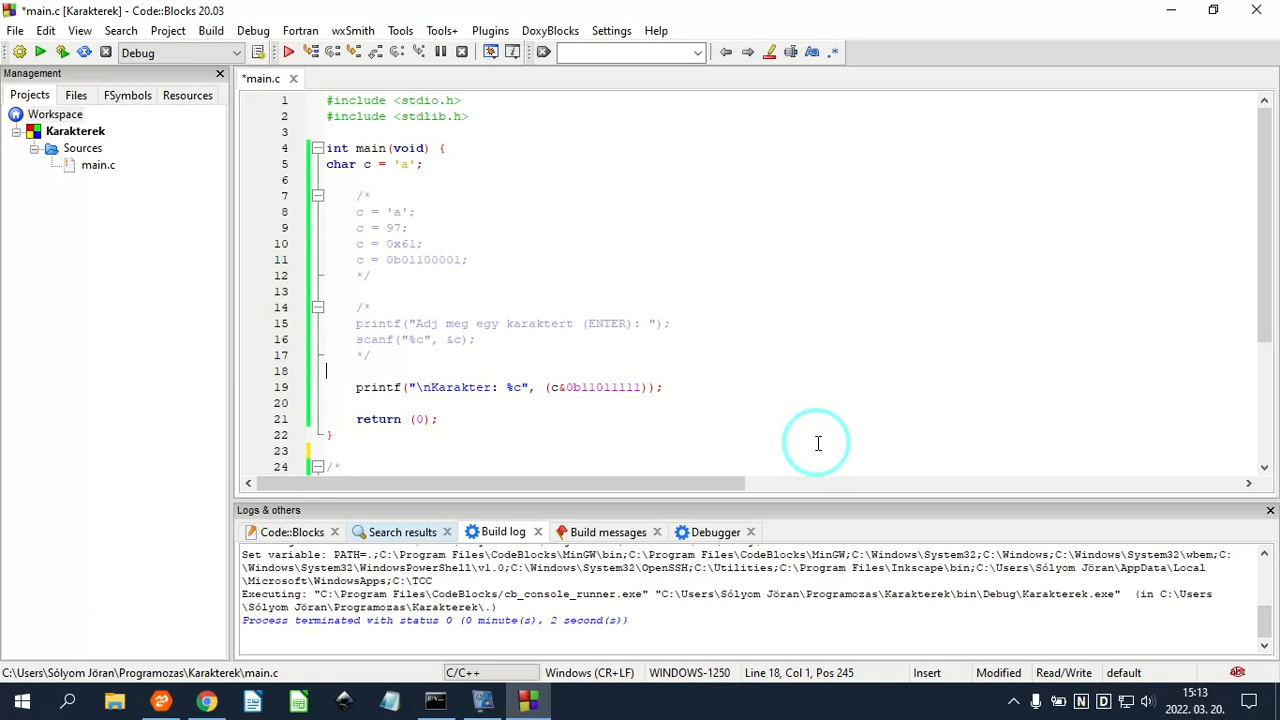 *main.c [Karakterek] - Code::Blocks 20.03
File Edit View Search Project Build Debug Fortran wxSmith Tools Tools+ Plugins DoxyBlocks Settings Help
Debug
Management
Projects Files FSymbols Resources
Workspace
Karakterek
Sources
main.c
*main.c
1 #include <stdio.h>
2 #include <stdlib.h>
3
4 int main(void) {
5 char c = 'a';
6
7 /*
8 c = 'a';
9 c = 97;
10 c = 0x61;
11 c = 0b01100001;
12 */
13
14 /*
15 printf("Adj meg egy karaktert (ENTER): ");
16 scanf("%c", &c);
17 */
18
19 printf("\nKarakter: %c", (c&0b11011111));
20
21 return (0);
22 }
23
24 /*
Logs & others
Code::Blocks Search results Build log Build messages Debugger
Set variable: PATH=.;C:\Program Files\CodeBlocks\MinGW\bin;C:\Program Files\CodeBlocks\MinGW;C:\Windows\System32;C:\Windows;C:\Windows\System32\wbem;C:
\Windows\System32\WindowsPowerShell\v1.0;C:\Windows\System32\OpenSSH;C:\Utilities;C:\Program Files\Inkscape\bin;C:\Users\Sólyom Jöran\AppData\Local
\Microsoft\WindowsApps;C:\TCC
Executing: "C:\Program Files\CodeBlocks/cb_console_runner.exe" "C:\Users\Sólyom Jöran\Programozas\Karakterek\bin\Debug\Karakterek.exe" (in C:\Users
\Sólyom Jöran\Programozas\Karakterek\.)
Process terminated with status 0 (0 minute(s), 2 second(s))
C:\Users\Sólyom Jöran\Programozas\Karakterek\main.c C/C++ Windows (CR+LF) WINDOWS-1250 Line 18, Col 1, Pos 245 Insert Modified Read/Write default
15:13
2022. 03. 20.